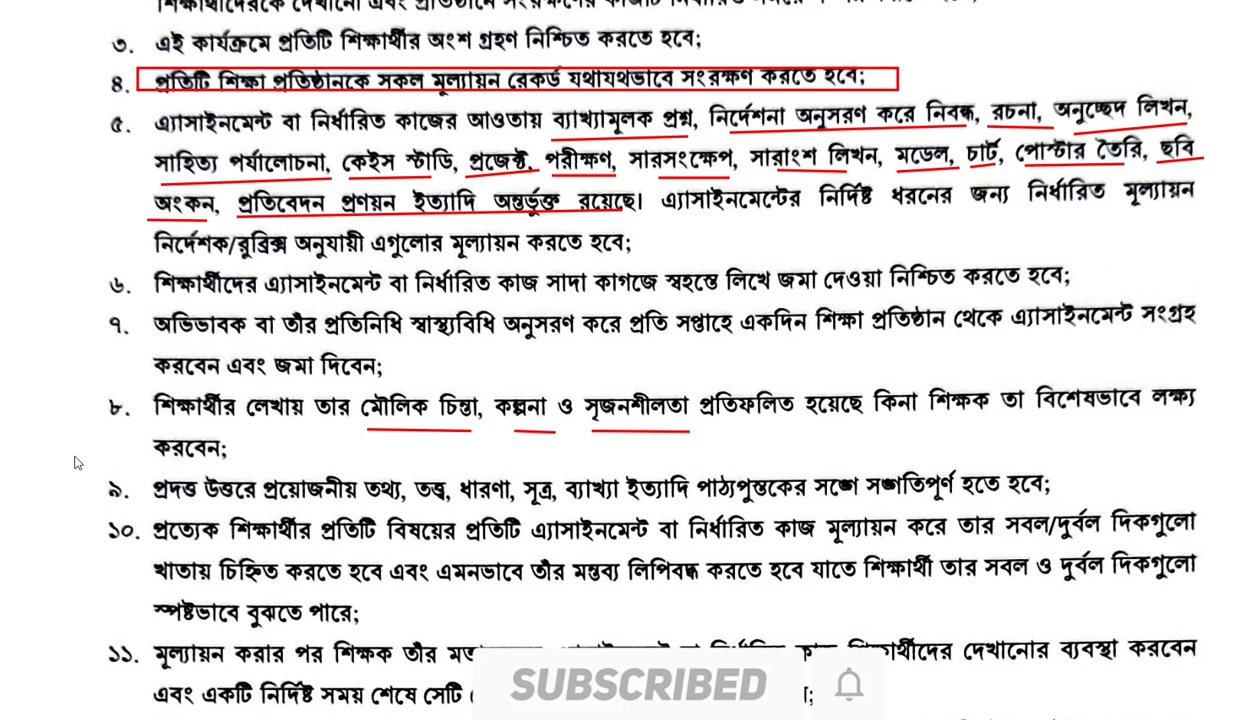 শিক্ষার্থীদেরকে দেখানো এবং প্রতিষ্ঠানে সংরক্ষণের কাজটি নির্ধারিত
৩. এই কার্যক্রমে প্রতিটি শিক্ষার্থীর অংশ গ্রহণ নিশ্চিত করতে হবে;
৪. প্রতিটি শিক্ষা প্রতিষ্ঠানকে সকল মূল্যায়ন রেকর্ড যথাযথভাবে সংরক্ষণ করতে হবে;
৫. এ্যাসাইনমেন্ট বা নির্ধারিত কাজের আওতায় ব্যাখ্যামূলক প্রশ্ন, নির্দেশনা অনুসরণ করে নিবন্ধ, রচনা, অনুচ্ছেদ লিখন,
সাহিত্য পর্যালোচনা, কেইস স্টাডি, প্রজেক্ট, পরীক্ষণ, সারসংক্ষেপ, সারাংশ লিখন, মডেল, চার্ট, পোস্টার তৈরি, ছবি
অংকন, প্রতিবেদন প্রণয়ন ইত্যাদি অন্তর্ভুক্ত রয়েছে। এ্যাসাইনমেন্টের নির্দিষ্ট ধরনের জন্য নির্ধারিত মূল্যায়ন
নির্দেশক/রুব্রিক্স অনুযায়ী এগুলোর মূল্যায়ন করতে হবে;
৬. শিক্ষার্থীদের এ্যাসাইনমেন্ট বা নির্ধারিত কাজ সাদা কাগজে স্বহস্তে লিখে জমা দেওয়া নিশ্চিত করতে হবে;
৭. অভিভাবক বা তাঁর প্রতিনিধি স্বাস্থ্যবিধি অনুসরণ করে প্রতি সপ্তাহে একদিন শিক্ষা প্রতিষ্ঠান থেকে এ্যাসাইনমেন্ট সংগ্রহ
করবেন এবং জমা দিবেন;
৮. শিক্ষার্থীর লেখায় তার মৌলিক চিন্তা, কল্পনা ও সৃজনশীলতা প্রতিফলিত হয়েছে কিনা শিক্ষক তা বিশেষভাবে লক্ষ্য
করবেন;
৯. প্রদত্ত উত্তরে প্রয়োজনীয় তথ্য, তত্ত্ব, ধারণা, সূত্র, ব্যাখ্যা ইত্যাদি পাঠ্যপুস্তকের সঙ্গে সঙ্গতিপূর্ণ হতে হবে;
১০. প্রত্যেক শিক্ষার্থীর প্রতিটি বিষয়ের প্রতিটি এ্যাসাইনমেন্ট বা নির্ধারিত কাজ মূল্যায়ন করে তার সবল/দুর্বল দিকগুলো
খাতায় চিহ্নিত করতে হবে এবং এমনভাবে তাঁর মন্তব্য লিপিবদ্ধ করতে হবে যাতে শিক্ষার্থী তার সবল ও দুর্বল দিকগুলো
স্পষ্টভাবে বুঝতে পারে;
১১. মূল্যায়ন করার পর শিক্ষক তাঁর দেখানোর ব্যবস্থা করবেন
এবং একটি নির্দিষ্ট সময় শেষে সেটি
SUBSCRIBED